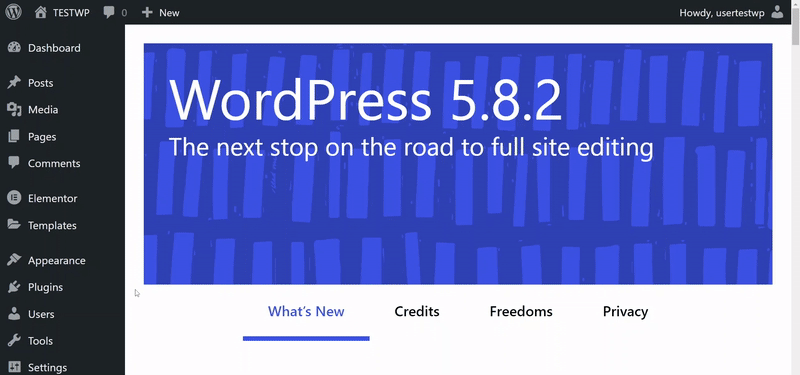 TESTWP
0
New
Howdy, usertestwp
Dashboard
Posts
Media
Pages
Comments
Elementor
Templates
Appearance
Plugins
Users
Tools
Settings
WordPress 5.8.2
The next stop on the road to full site editing
What's New
Credits
Freedoms
Privacy